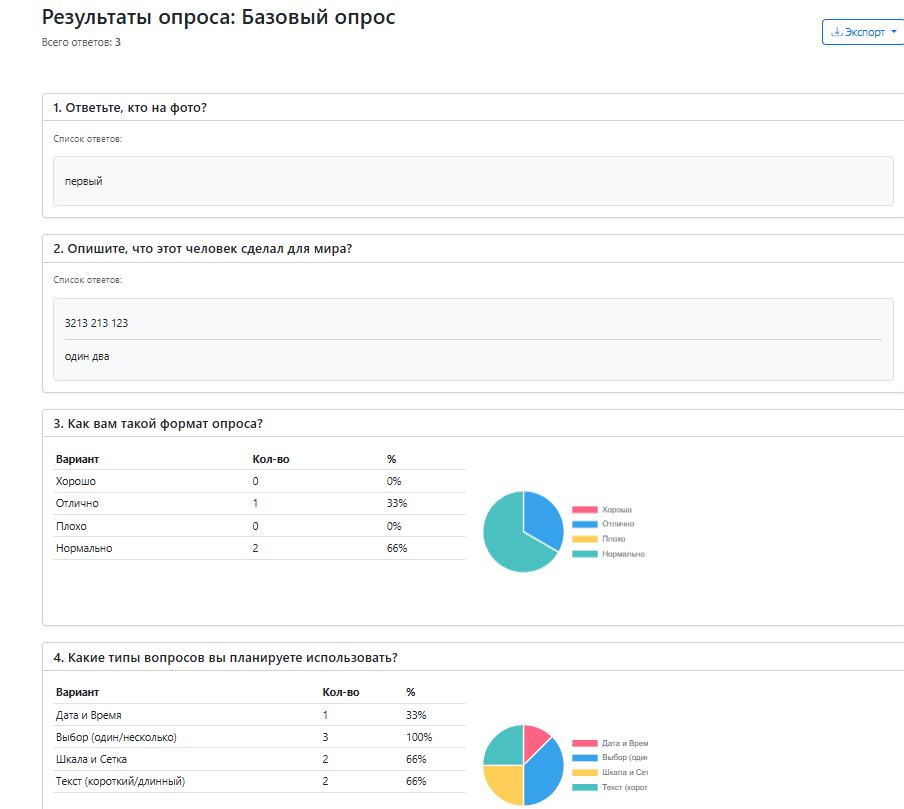 Результаты опроса: Базовый опрос
Всего ответов: 3
Экспорт
1. Ответьте, кто на фото?
Список ответов:
первый
2. Опишите, что этот человек сделал для мира?
Список ответов:
3213 213 123
один два
3. Как вам такой формат опроса?
Вариант Кол-во %
Хорошо 0 0%
Отлично 1 33%
Плохо 0 0%
Нормально 2 66%
Хорошо
Отлично
Плохо
Нормально
4. Какие типы вопросов вы планируете использовать?
Вариант Кол-во %
Дата и Время 1 33%
Выбор (один/несколько) 3 100%
Шкала и Сетка 2 66%
Текст (короткий/длинный) 2 66%
Дата и Врем
Выбор (оди
Шкала и Сет
Текст (корот